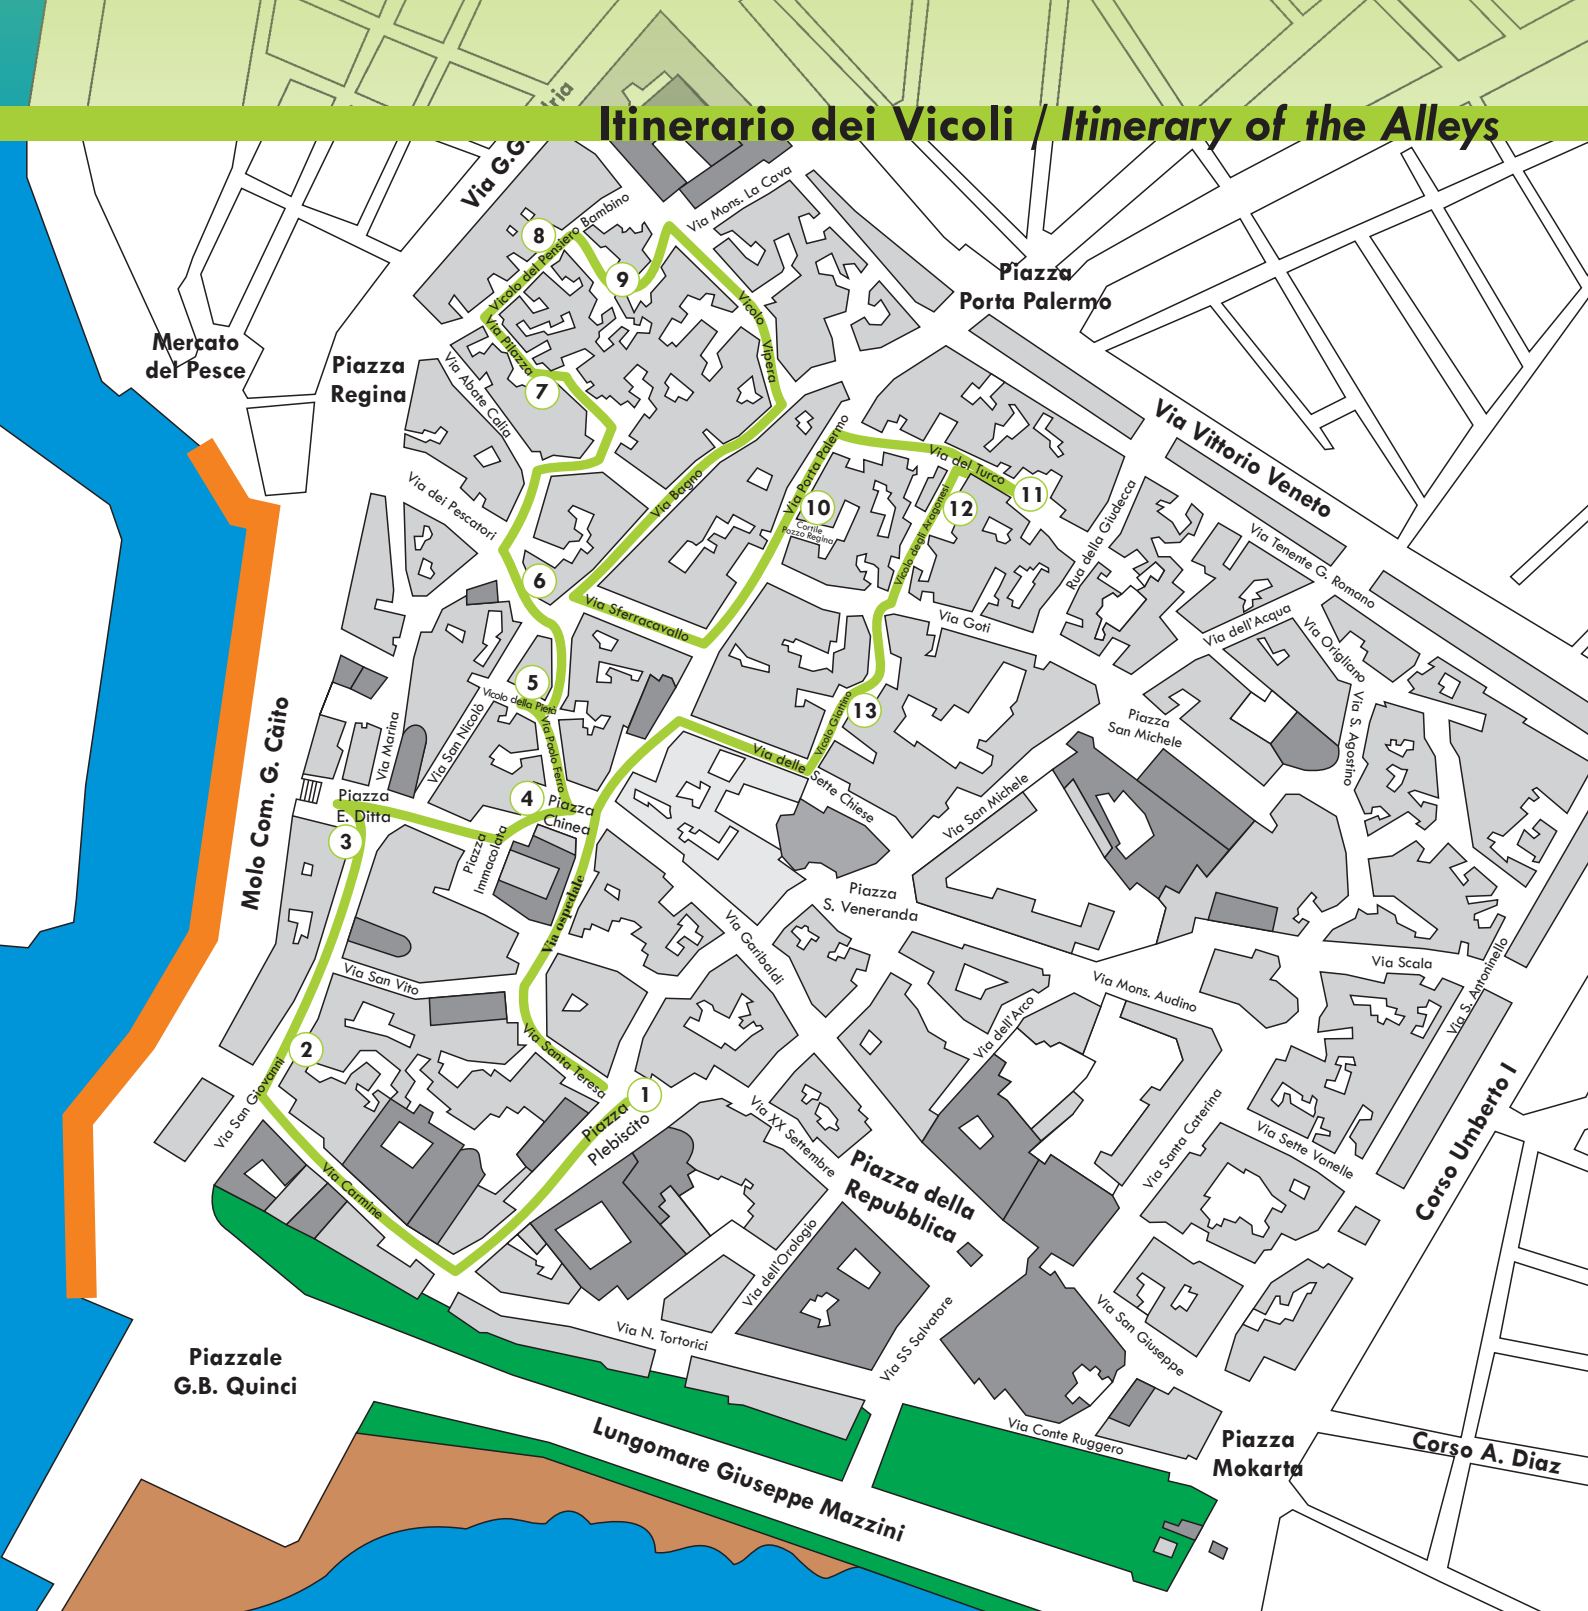 Itinerario dei Vicoli / Itinerary of the Alleys
Via G.G.
ria
Via Mons. La Cava
8
Vicolo del Pensiero Bambino
9
Piazza
Porta Palermo
Mercato
del Pesce
Piazza
Regina
Via Pilazza
7
Via Abate Calia
Vicolo
Vipera
Via Vittorio Veneto
Via Porta Palermo
Via del Turco
11
12
10
Cortile
Pozzo Regina
Vicolo degli Aragonesi
Rua della Giudecca
Via Bagno
Via dei Pescatori
Via Tenente G. Romano
6
Via Sferracavallo
Via Goti
Via dell'Acqua
Via Origliano
Via S. Agostino
5
Vicolo della Pietà
Via San Nicolò
Via Marina
Via Paolo Ferro
13
Vicolo Giattino
Piazza
San Michele
Via delle Sette Chiese
Via San Michele
Molo Com. G. Càito
Piazza
E. Ditta
4
Piazza
Chinea
3
Piazza
Immacolata
Via ospedale
Piazza
S. Veneranda
Via Garibaldi
Via San Vito
Via Scala
Via S. Antoninello
Via Mons. Audino
Via dell'Arco
2
Via San Giovanni
Via Santa Teresa
1
Piazza
Plebiscito
Via XX Settembre
Via Santa Caterina
Via Sette Vanelle
Corso Umberto I
Via Carmine
Piazza della
Repubblica
Via dell'Orologio
Via N. Tortorici
Via SS Salvatore
Via San Giuseppe
Piazzale
G.B. Quinci
Lungomare Giuseppe Mazzini
Via Conte Ruggero
Piazza
Mokarta
Corso A. Diaz